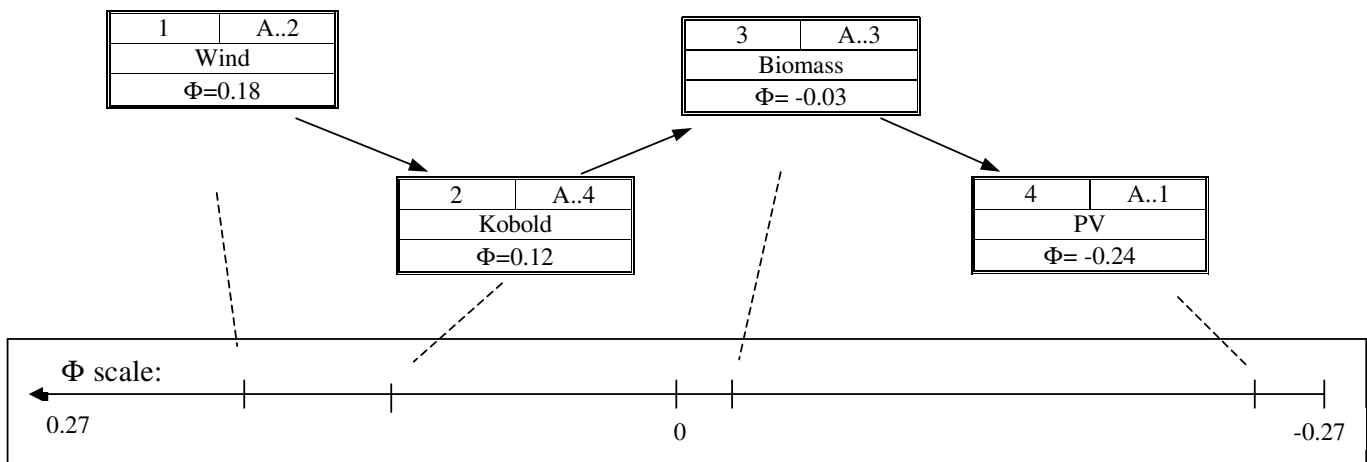 1 A..2
Wind
Φ=0.18
3 A..3
Biomass
Φ= -0.03
2 A..4
Kobold
Φ=0.12
4 A..1
PV
Φ= -0.24
Φ scale:
0.27 0 -0.27